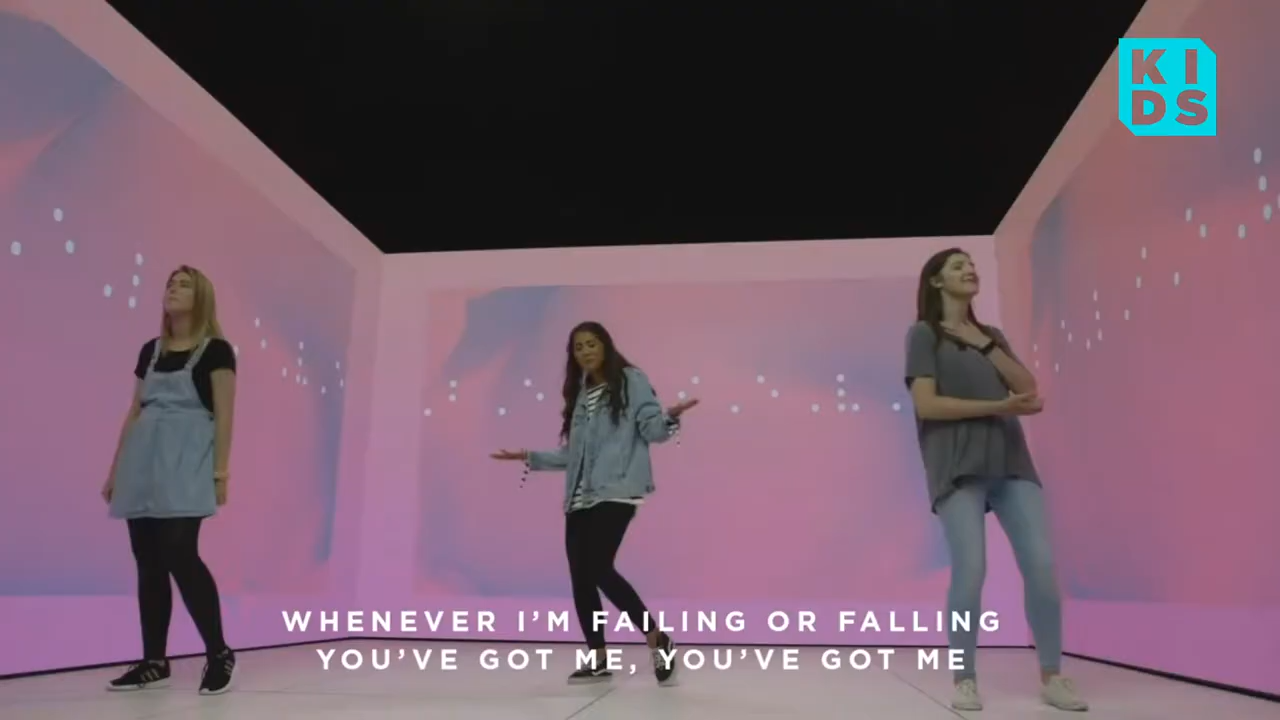 KI
DS
WHENEVER I'M FAILING OR FALLING
YOU'VE GOT ME, YOU'VE GOT ME